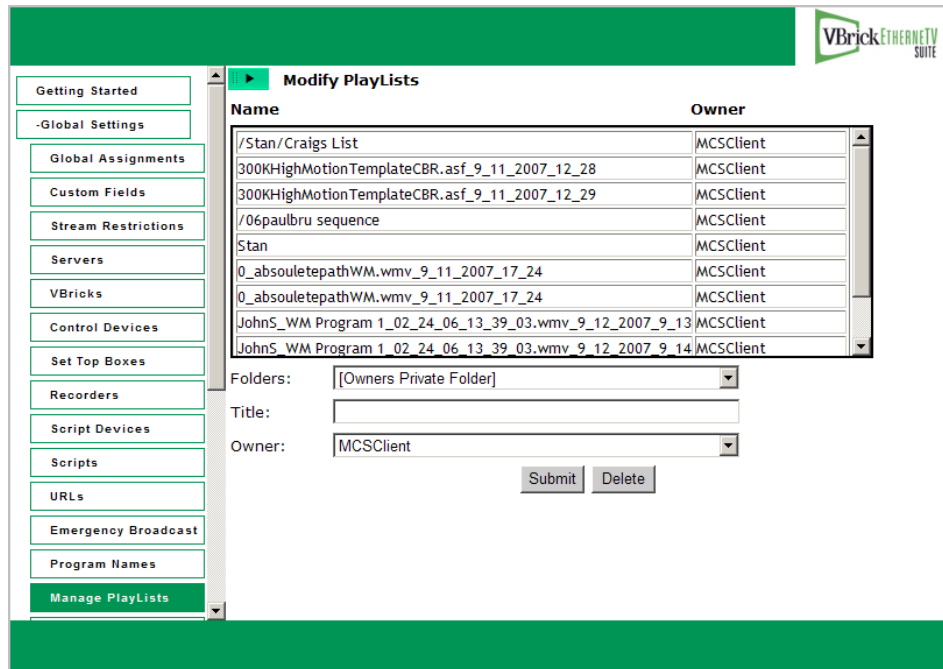 VBrick ETHERNETV
SUITE
Getting Started
-Global Settings
Global Assignments
Custom Fields
Stream Restrictions
Servers
VBricks
Control Devices
Set Top Boxes
Recorders
Script Devices
Scripts
URLs
Emergency Broadcast
Program Names
Manage PlayLists
Modify PlayLists
Name Owner
/Stan/Craigs List MCSClient
300KHighMotionTemplateCBR.asf_9_11_2007_12_28 MCSClient
300KHighMotionTemplateCBR.asf_9_11_2007_12_29 MCSClient
/06paulbru sequence MCSClient
Stan MCSClient
0_absouletepathWM.wmv_9_11_2007_17_24 MCSClient
0_absouletepathWM.wmv_9_11_2007_17_24 MCSClient
JohnS_WM Program 1_02_24_06_13_39_03.wmv_9_12_2007_9_13 MCSClient
JohnS_WM Program 1_02_24_06_13_39_03.wmv_9_12_2007_9_14 MCSClient
Folders: [Owners Private Folder]
Title:
Owner: MCSClient
Submit Delete